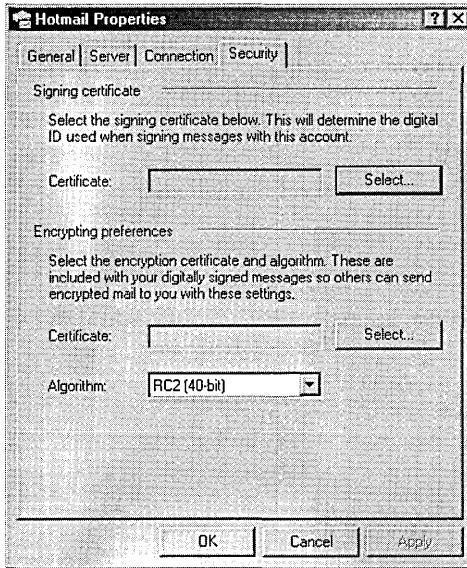 Hotmail Properties
General Server Connection Security
Signing certificate
Select the signing certificate below. This will determine the digital
ID used when signing messages with this account.
Certificate:
Select...
Encrypting preferences
Select the encryption certificate and algorithm. These are
included with your digitally signed messages so others can send
encrypted mail to you with these settings.
Certificate:
Select...
Algorithm: RC2 (40-bit)
OK Cancel Apply